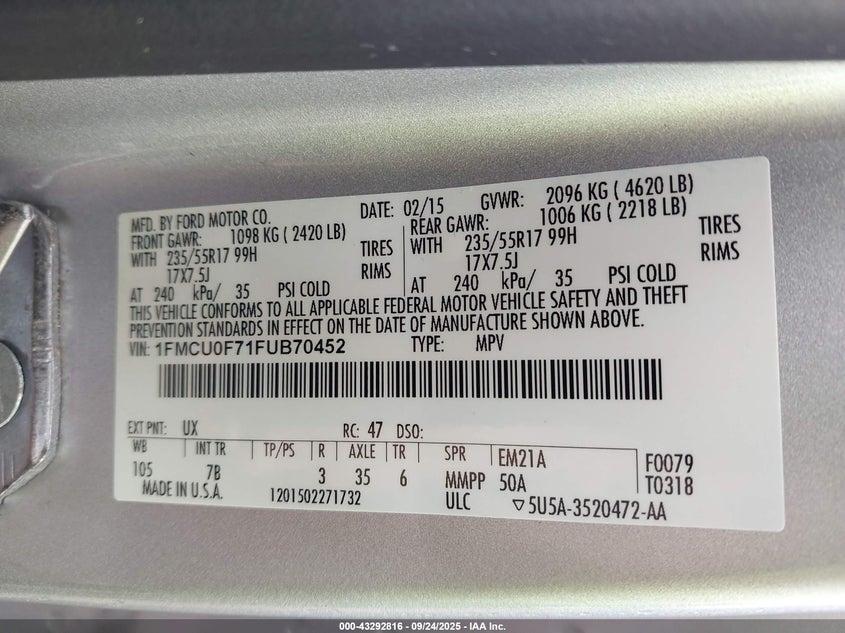 MFD. BY FORD MOTOR CO.
DATE: 02/15 GVWR: 2096 KG ( 4620 LB)
FRONT GAWR: 1098 KG ( 2420 LB)
WITH 235/55R17 99H TIRES
17X7.5J RIMS
AT 240 kPa/ 35 PSI COLD
REAR GAWR: 1006 KG ( 2218 LB)
WITH 235/55R17 99H TIRES
17X7.5J RIMS
AT 240 kPa/ 35 PSI COLD
THIS VEHICLE CONFORMS TO ALL APPLICABLE FEDERAL MOTOR VEHICLE SAFETY AND THEFT
PREVENTION STANDARDS IN EFFECT ON THE DATE OF MANUFACTURE SHOWN ABOVE.
VIN: 1FMCU0F71FUB70452 TYPE: MPV
EXT PNT: UX RC: 47 DSO:
WB INT TR TP/PS R AXLE TR SPR EM21A F0079
105 7B 3 35 6 MMPP 50A T0318
MADE IN U.S.A. 1201502271732 ULC ▽5U5A-3520472-AA
000-43292816 - 09/24/2025 - IAA Inc.